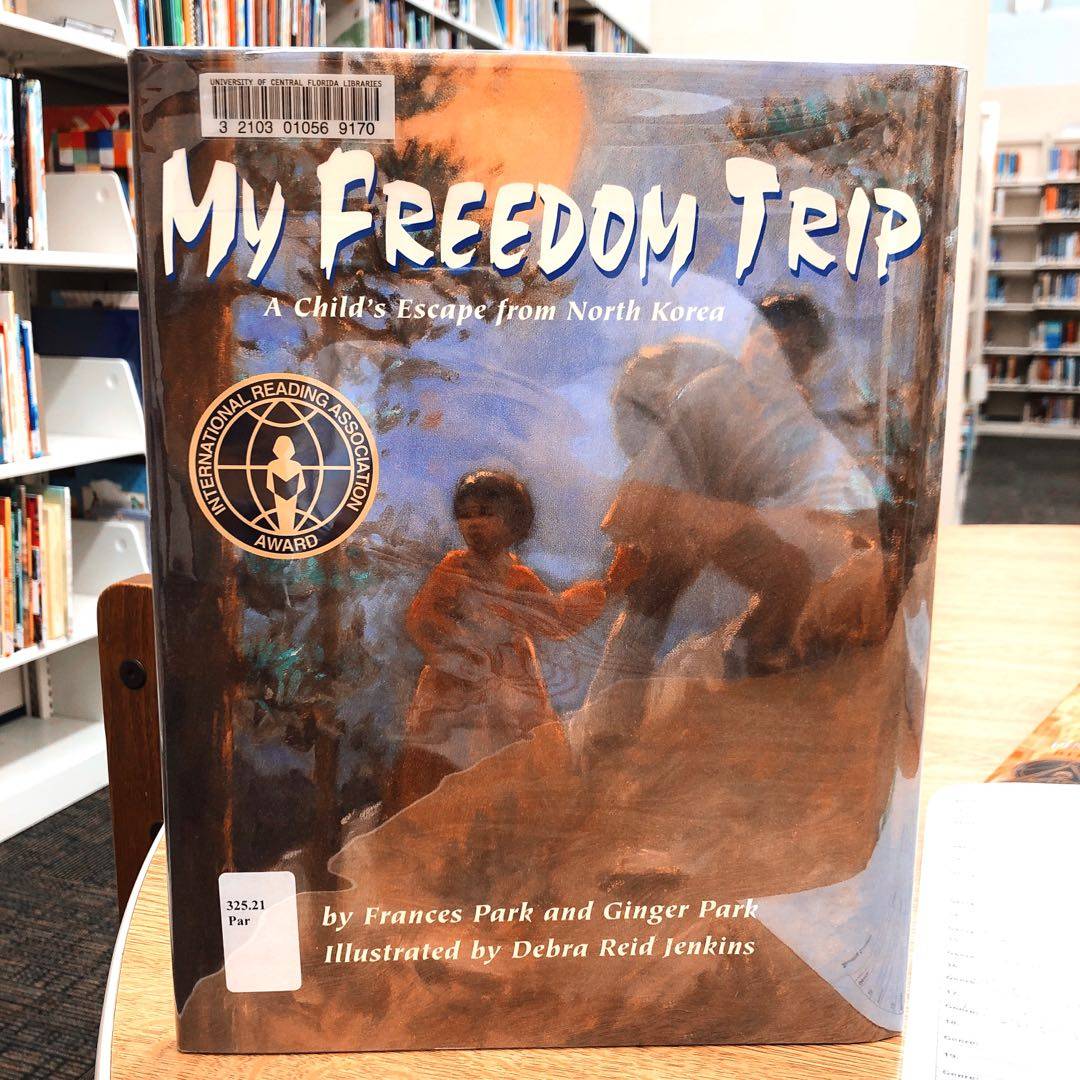 UNIVERSITY OF CENTRAL FLORIDA LIBRARIES
3 2103 01056 9170
MY FREEDOM TRIP
A Child's Escape from North Korea
INTERNATIONAL READING ASSOCIATION
AWARD
325.21
Par
by Frances Park and Ginger Park
Illustrated by Debra Reid Jenkins